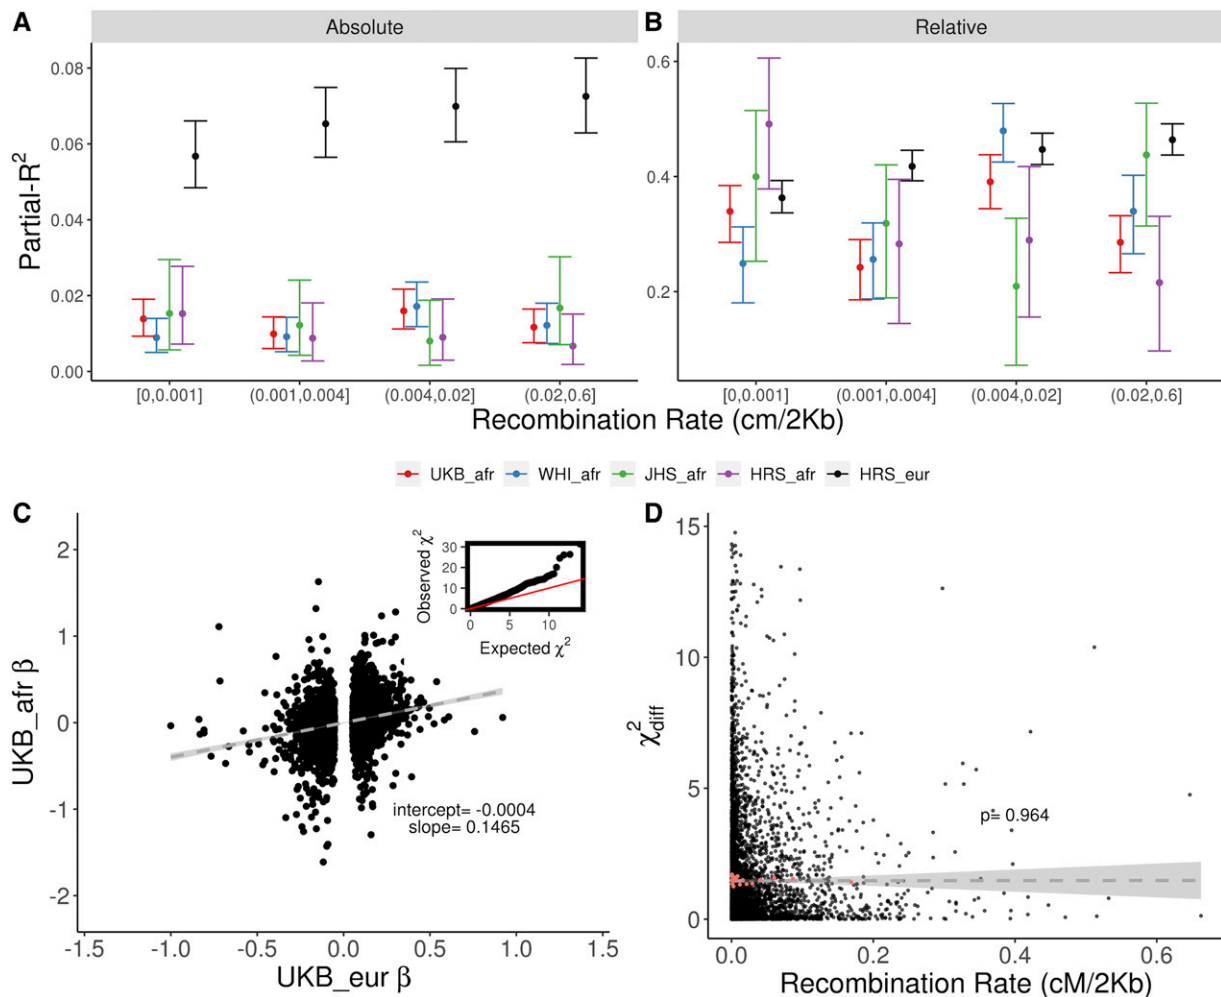 A
Absolute
B
Relative
Partial-R²
0.08
0.06
0.04
0.02
0.00
[0,0.001]
(0.001,0.004]
(0.004,0.02]
(0.02,0.6]
0.6
0.4
0.2
[0,0.001]
(0.001,0.004]
(0.004,0.02]
(0.02,0.6]
Recombination Rate (cm/2Kb)
UKB_afr WHI_afr JHS_afr HRS_afr HRS_eur
C
UKB_afr β
2
1
0
-1
-2
Observed χ²
30
20
10
0
0 5 10
Expected χ²
intercept= -0.0004
slope= 0.1465
-1.5 -1.0 -0.5 0.0 0.5 1.0 1.5
UKB_eur β
D
χ²diff
15
10
5
0
p= 0.964
0.0 0.2 0.4 0.6
Recombination Rate (cM/2Kb)